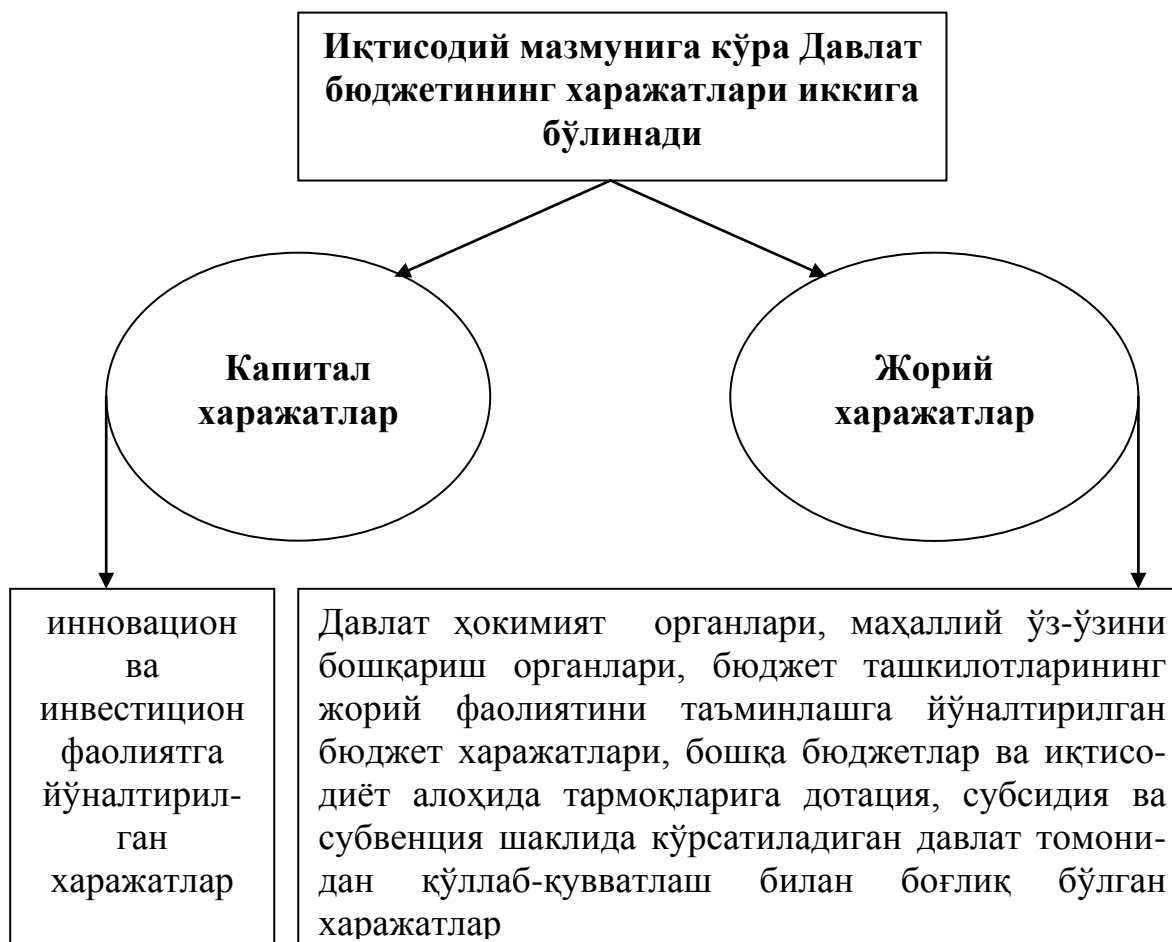 Иқтисодий мазмунига кўра Давлат
бюджетининг харажатлари иккига
бўлинади
Капитал
харажатлар
Жорий
харажатлар
инновацион
ва
инвестицион
фаолиятга
йўналтирил-
ган
харажатлар
Давлат ҳокимият органлари, маҳаллий ўз-ўзини
бошқариш органлари, бюджет ташкилотларининг
жорий фаолиятини таъминлашга йўналтирилган
бюджет харажатлари, бошқа бюджетлар ва иқтисо-
диёт алоҳида тармоқларига дотация, субсидия ва
субвенция шаклида кўрсатиладиган давлат томони-
дан қўллаб-қувватлаш билан боғлиқ бўлган
харажатлар